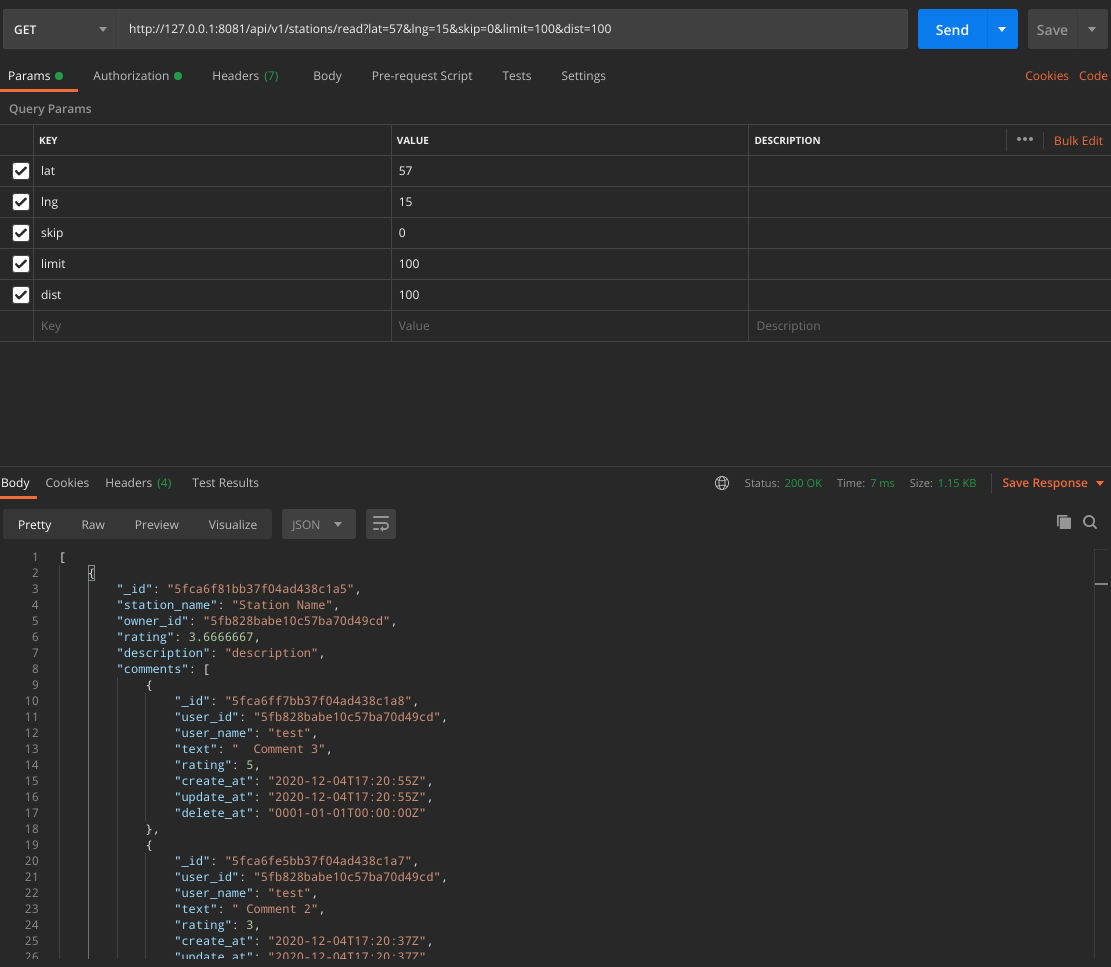 GET http://127.0.0.1:8081/api/v1/stations/read?lat=57&lng=15&skip=0&limit=100&dist=100 Send Save
Params Authorization Headers (7) Body Pre-request Script Tests Settings Cookies Code
Query Params
KEY VALUE DESCRIPTION ••• Bulk Edit
lat 57
lng 15
skip 0
limit 100
dist 100
Key Value Description
Body Cookies Headers (4) Test Results Status: 200 OK Time: 7 ms Size: 1.15 KB Save Response
Pretty Raw Preview Visualize JSON
1 [
2 {
3 "_id": "5fca6f81bb37f04ad438c1a5",
4 "station_name": "Station Name",
5 "owner_id": "5fb828babe10c57ba70d49cd",
6 "rating": 3.6666667,
7 "description": "description",
8 "comments": [
9 {
10 "_id": "5fca6ff7bb37f04ad438c1a8",
11 "user_id": "5fb828babe10c57ba70d49cd",
12 "user_name": "test",
13 "text": "  Comment 3",
14 "rating": 5,
15 "create_at": "2020-12-04T17:20:55Z",
16 "update_at": "2020-12-04T17:20:55Z",
17 "delete_at": "0001-01-01T00:00:00Z"
18 },
19 {
20 "_id": "5fca6fe5bb37f04ad438c1a7",
21 "user_id": "5fb828babe10c57ba70d49cd",
22 "user_name": "test",
23 "text": " Comment 2",
24 "rating": 3,
25 "create_at": "2020-12-04T17:20:37Z",
26 "update_at": "2020-12-04T17:20:37Z"